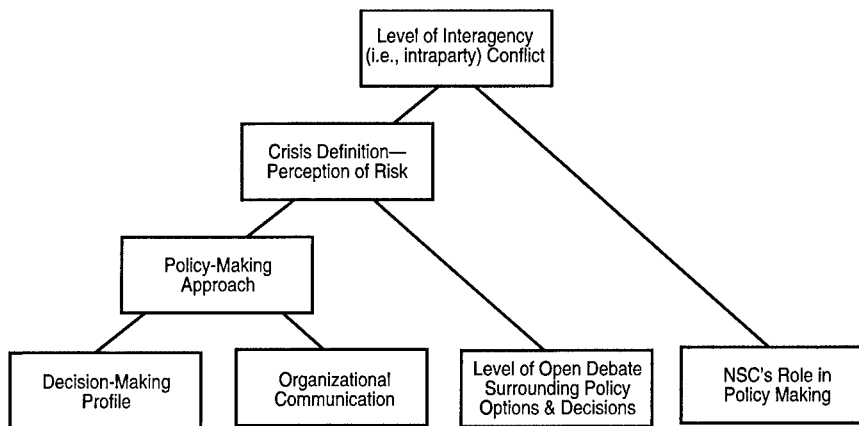 Level of Interagency
(i.e., intraparty) Conflict
Crisis Definition—
Perception of Risk
Policy-Making
Approach
Decision-Making
Profile
Organizational
Communication
Level of Open Debate
Surrounding Policy
Options & Decisions
NSC's Role in
Policy Making